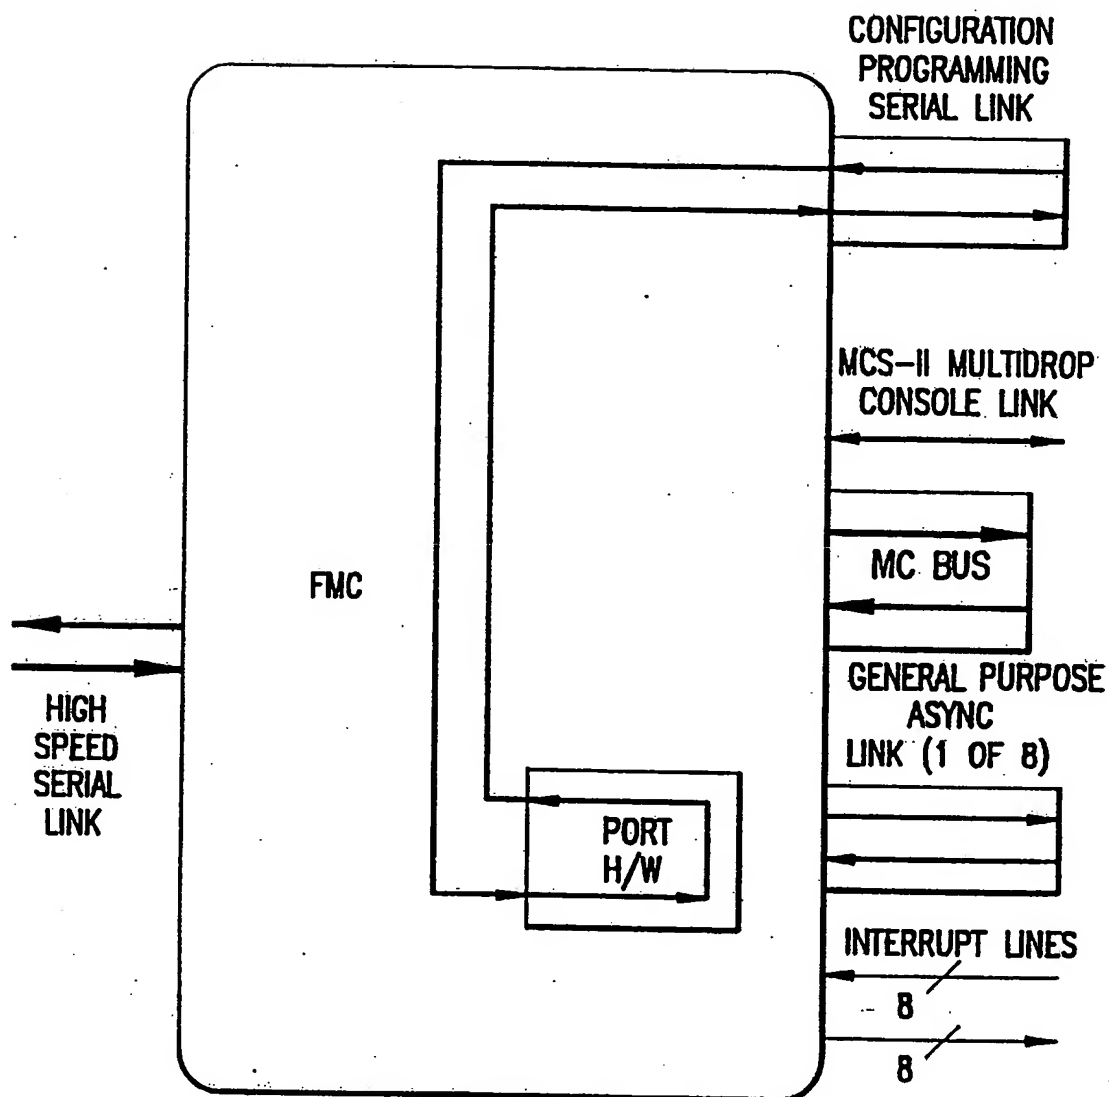 CONFIGURATION
PROGRAMMING
SERIAL LINK
MCS-II MULTIDROP
CONSOLE LINK
FMC
MC BUS
HIGH
SPEED
SERIAL
LINK
GENERAL PURPOSE
ASYNC
LINK (1 OF 8)
PORT
H/W
INTERRUPT LINES
8
8